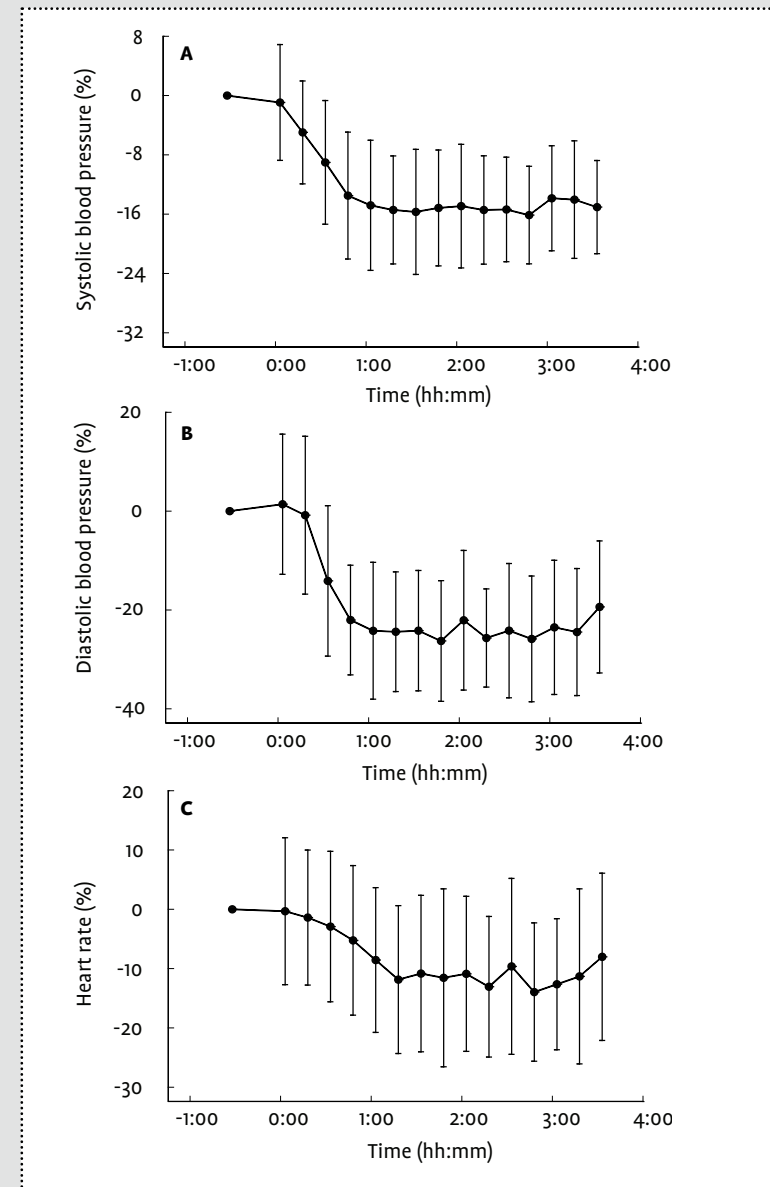 8
A
0
-8
-16
-24
-32
Systolic blood pressure (%)
-1:00 0:00 1:00 2:00 3:00 4:00
Time (hh:mm)
20
B
0
-20
-40
Diastolic blood pressure (%)
-1:00 0:00 1:00 2:00 3:00 4:00
Time (hh:mm)
20
C
10
0
-10
-20
-30
Heart rate (%)
-1:00 0:00 1:00 2:00 3:00 4:00
Time (hh:mm)